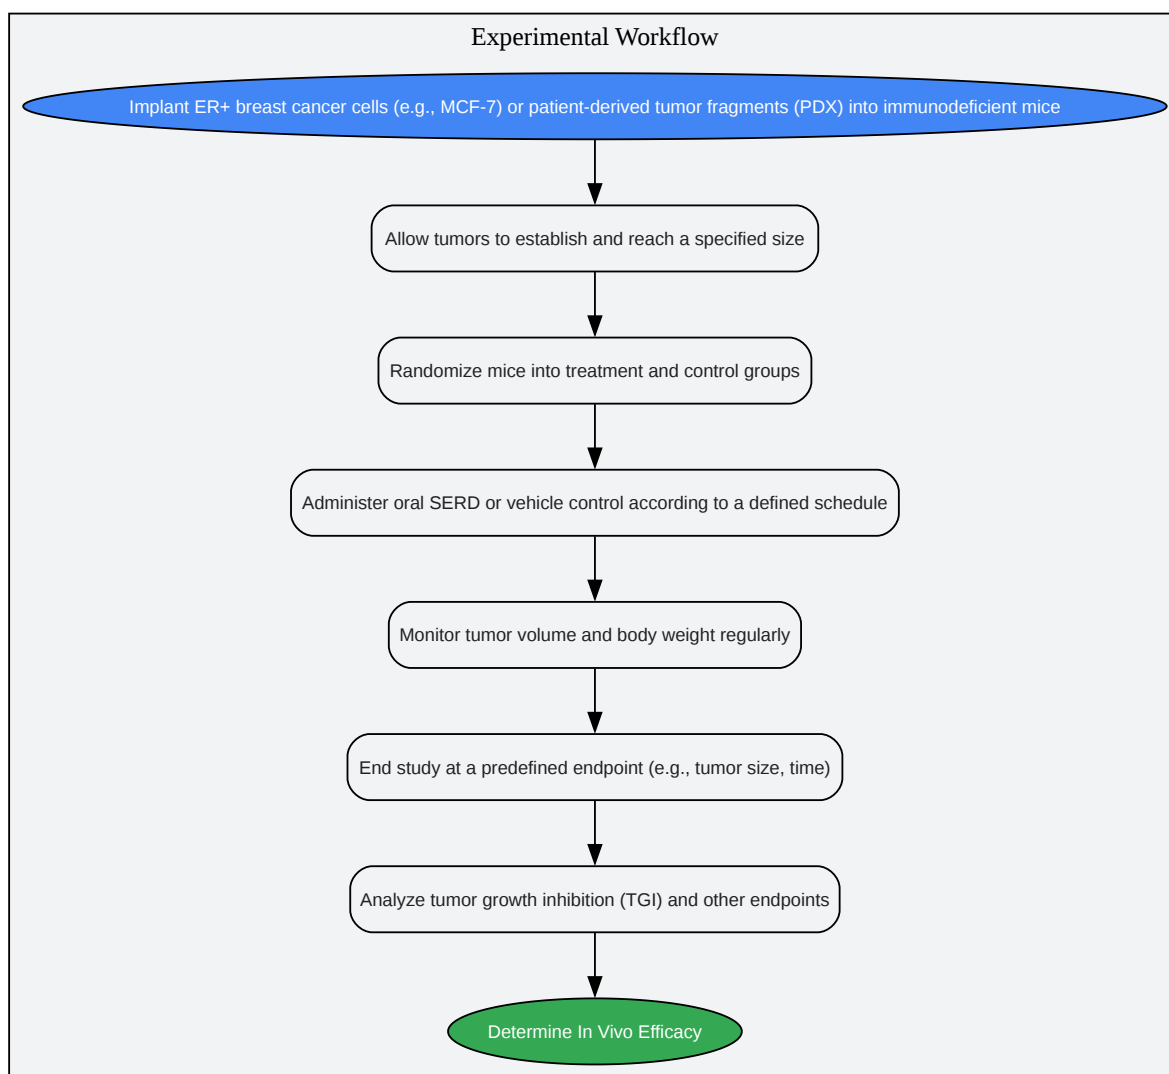 Experimental Workflow
Implant ER+ breast cancer cells (e.g., MCF-7) or patient-derived tumor fragments (PDX) into immunodeficient mice
Allow tumors to establish and reach a specified size
Randomize mice into treatment and control groups
Administer oral SERD or vehicle control according to a defined schedule
Monitor tumor volume and body weight regularly
End study at a predefined endpoint (e.g., tumor size, time)
Analyze tumor growth inhibition (TGI) and other endpoints
Determine In Vivo Efficacy